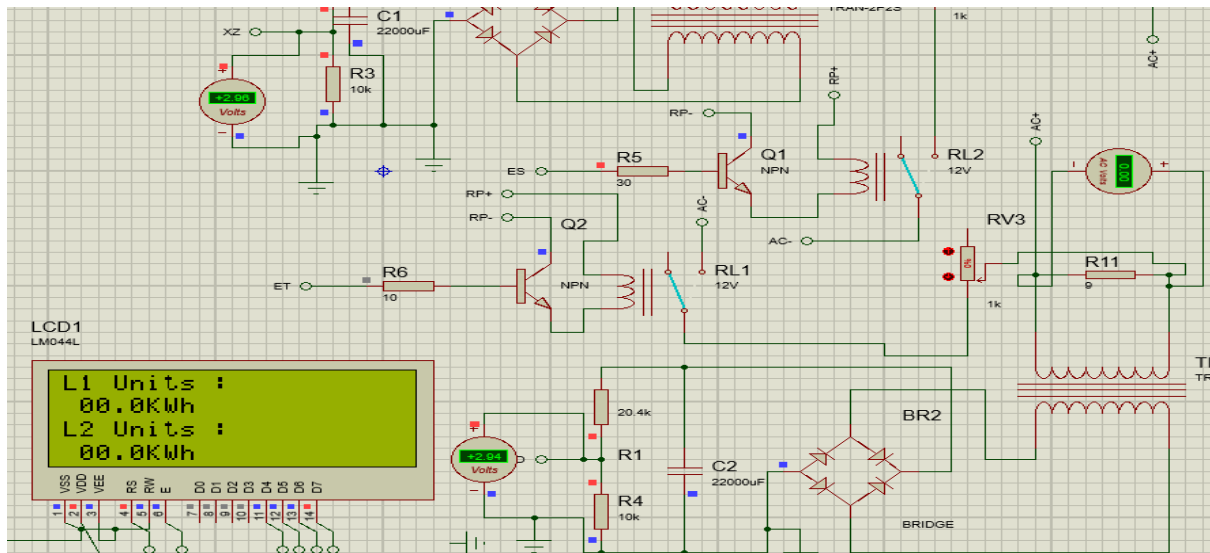 C1
22000uF
TRAN-2P2S
1k
XZ
AC+
R3
10k
+2.96
Volts
RP+
RP-
Q1
NPN
RL2
12V
AC+
AC Volts
0.00
ES
R5
30
RP+
RP-
Q2
NPN
AC-
AC-
RV3
0%
1k
RL1
12V
R11
9
ET
R6
10
LCD1
LM044L
L1 Units :
00.0KWh
L2 Units :
00.0KWh
VSS VDD VEE RS RW E D0 D1 D2 D3 D4 D5 D6 D7
1 2 3 4 5 6 7 8 9 10 11 12 13 14
20.4k
R1
+2.94
Volts
R4
10k
C2
22000uF
BR2
BRIDGE